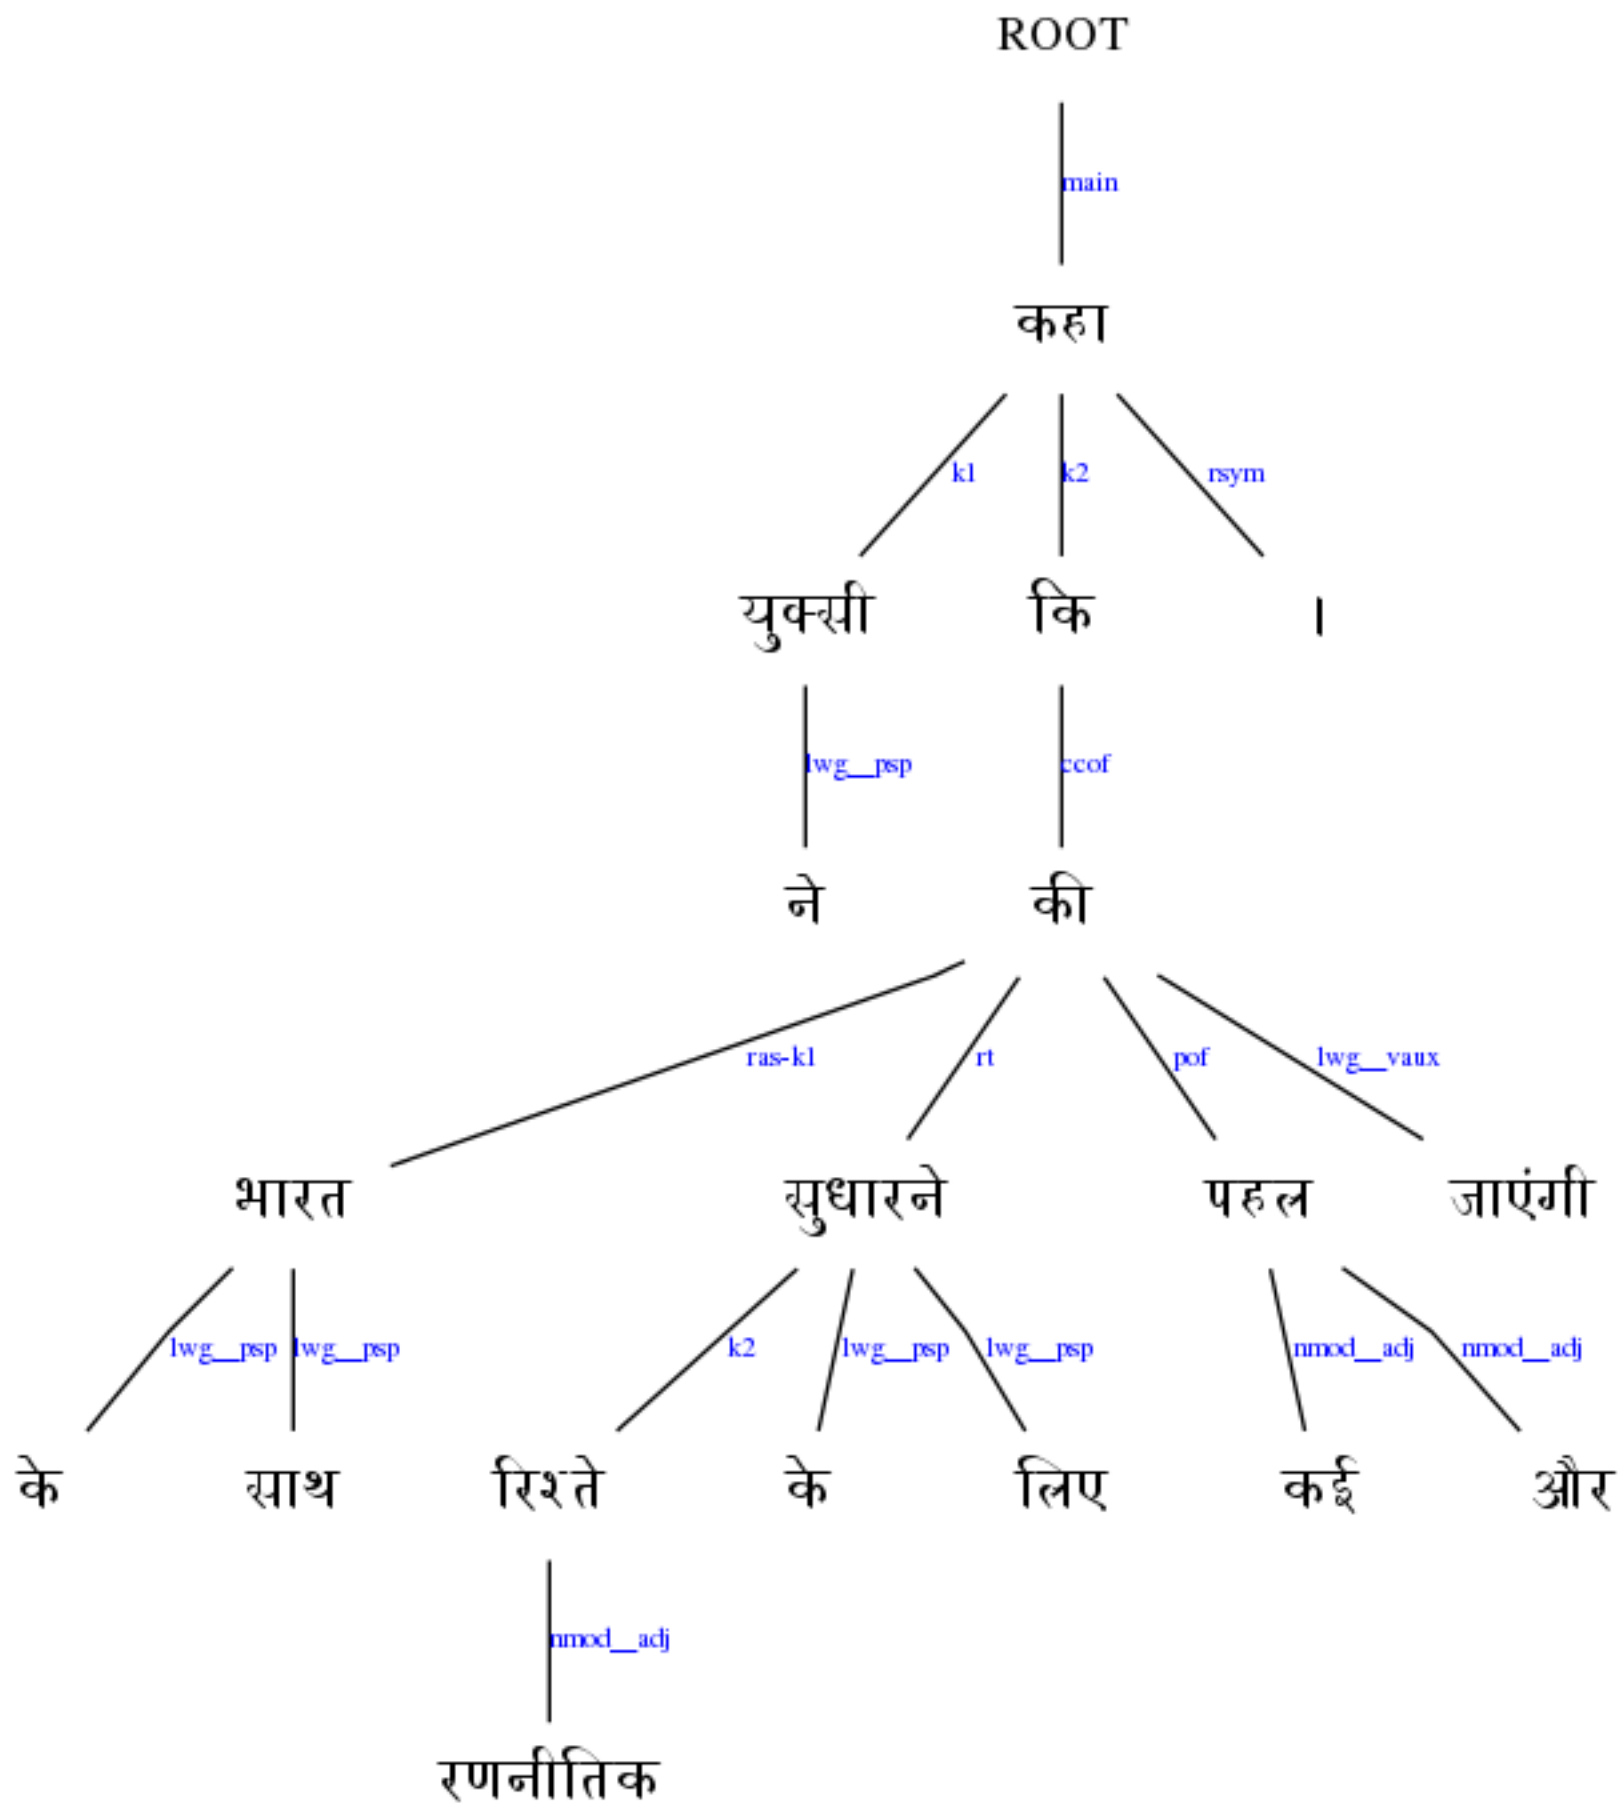 ROOT
main
कहा
k1 k2 rsym
युक्सी कि ।
lwg__psp ccof
ने की
ras-k1 rt pof lwg__vaux
भारत सुधारने पहल जाएंगी
lwg__psp lwg__psp k2 lwg__psp lwg__psp nmod__adj nmod__adj
के साथ रिश्ते के लिए कई और
nmod__adj
रणनीतिक